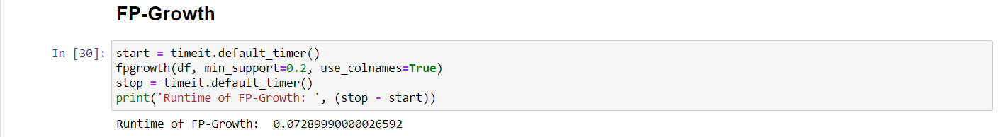 FP-Growth
In [30]: start = timeit.default_timer()
fpgrowth(df, min_support=0.2, use_colnames=True)
stop = timeit.default_timer()
print('Runtime of FP-Growth: ', (stop - start))
Runtime of FP-Growth:  0.07289990000026592